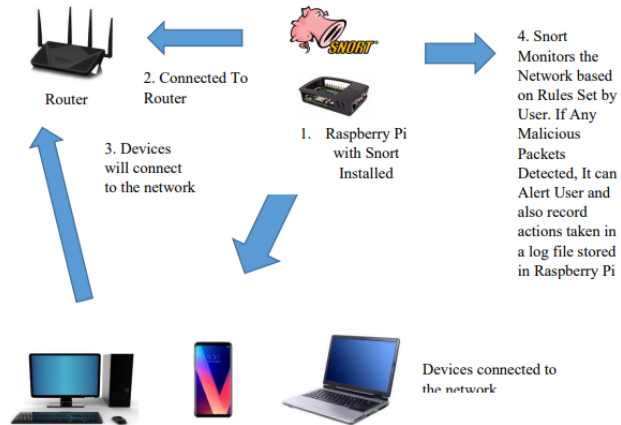 SNORT
Router
2. Connected To
Router
1. Raspberry Pi
with Snort
Installed
3. Devices
will connect
to the network
4. Snort
Monitors the
Network based
on Rules Set by
User. If Any
Malicious
Packets
Detected, It can
Alert User and
also record
actions taken in
a log file stored
in Raspberry Pi
Devices connected to
the network